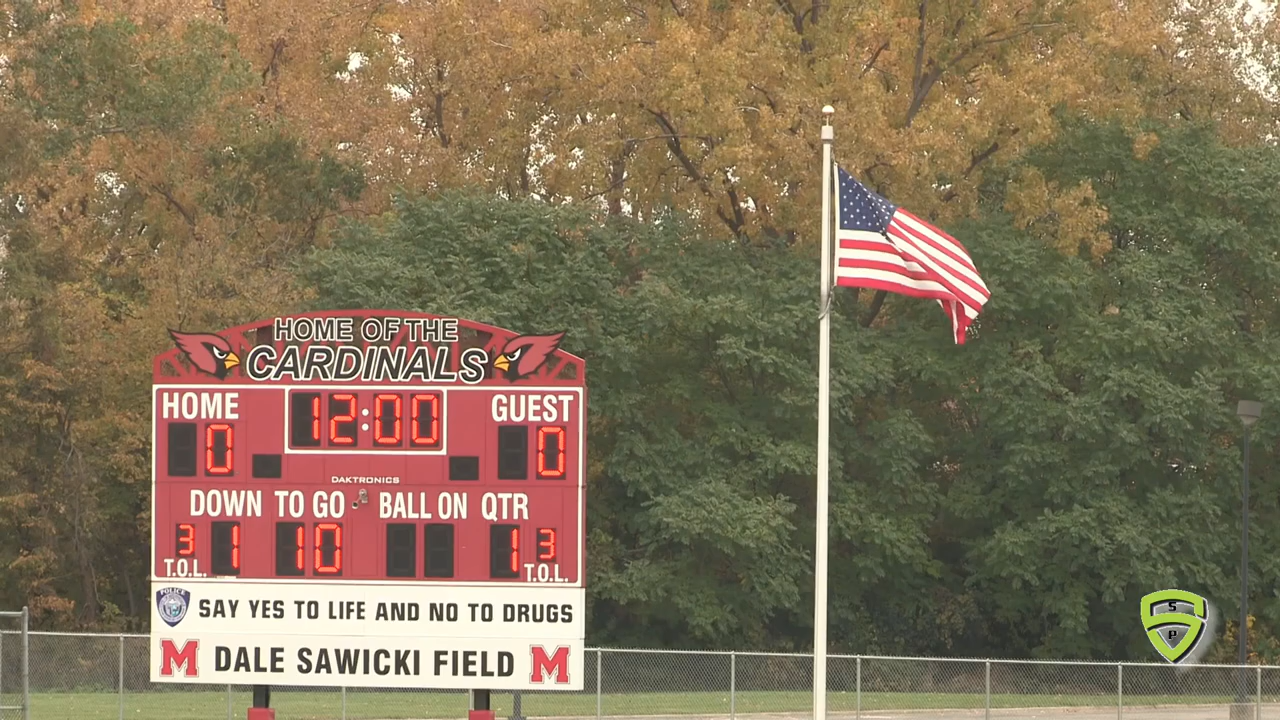 HOME OF THE
CARDINALS
HOME 12:00 GUEST
0 0
DAKTRONICS
DOWN TO GO BALL ON QTR
3 1 10 1 3
T.O.L. T.O.L.
POLICE
SAY YES TO LIFE AND NO TO DRUGS
M DALE SAWICKI FIELD M
S
P